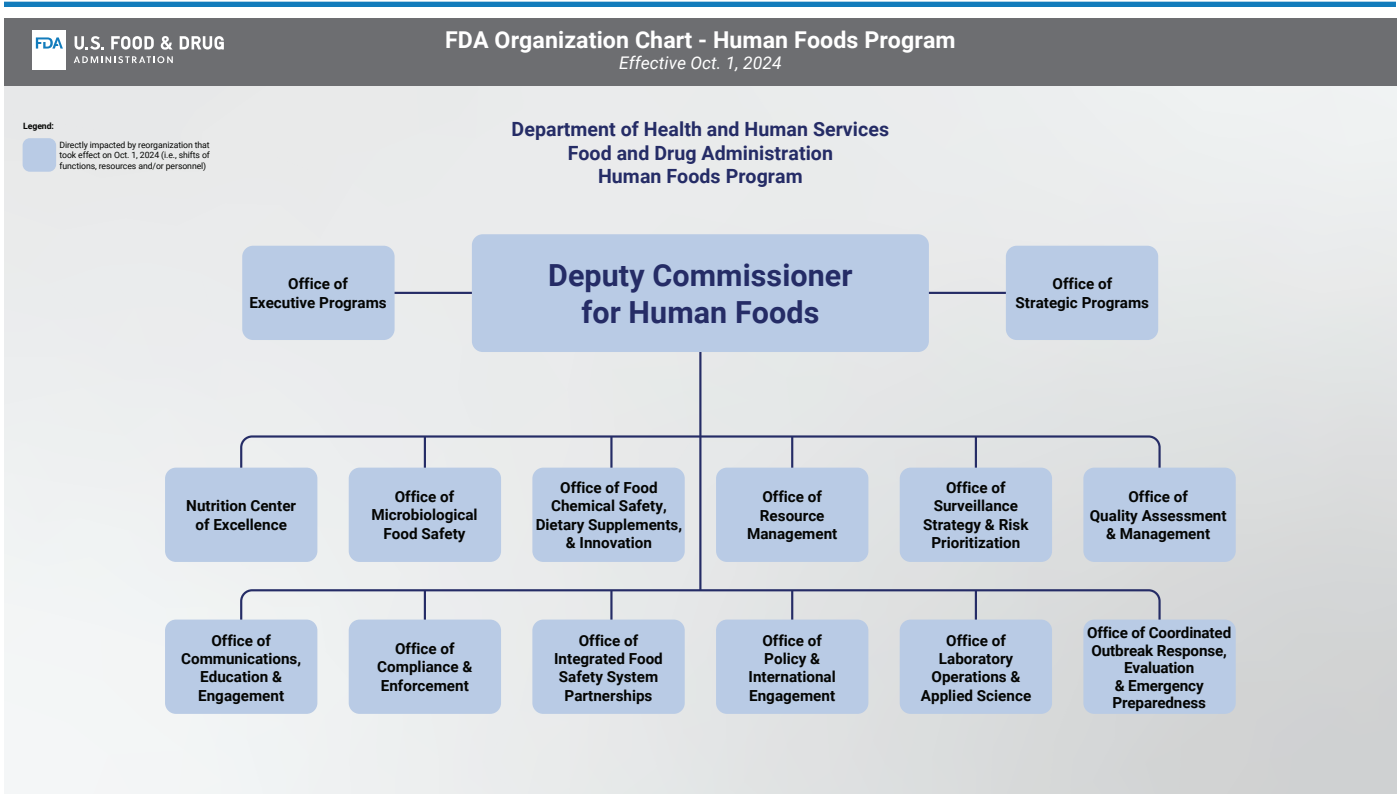 FDA U.S. FOOD & DRUG
ADMINISTRATION
FDA Organization Chart - Human Foods Program
Effective Oct. 1, 2024
Legend:
Directly impacted by reorganization that
took effect on Oct. 1, 2024 (i.e., shifts of
functions, resources and/or personnel)
Department of Health and Human Services
Food and Drug Administration
Human Foods Program
Office of
Executive Programs
Deputy Commissioner
for Human Foods
Office of
Strategic Programs
Nutrition Center
of Excellence
Office of
Microbiological
Food Safety
Office of Food
Chemical Safety,
Dietary Supplements,
& Innovation
Office of
Resource
Management
Office of
Surveillance
Strategy & Risk
Prioritization
Office of
Quality Assessment
& Management
Office of
Communications,
Education &
Engagement
Office of
Compliance &
Enforcement
Office of
Integrated Food
Safety System
Partnerships
Office of
Policy &
International
Engagement
Office of
Laboratory
Operations &
Applied Science
Office of Coordinated
Outbreak Response,
Evaluation
& Emergency
Preparedness